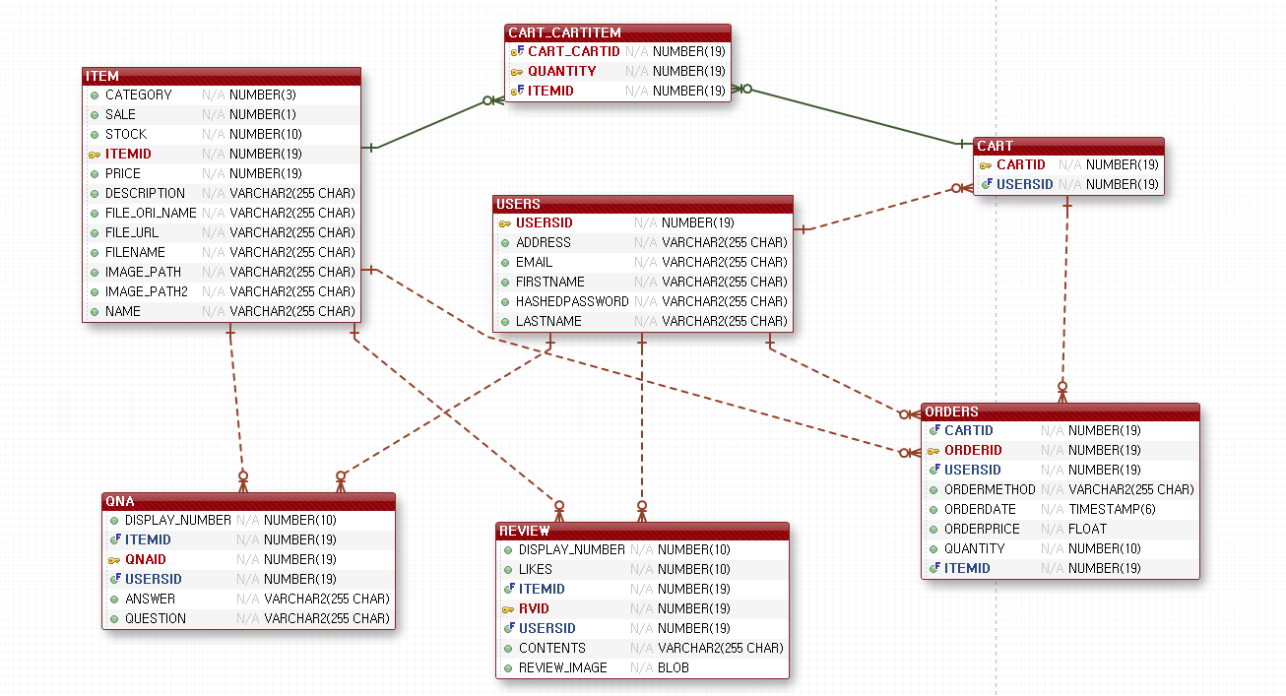 CART_CARTITEM
CART_CARTID N/A NUMBER(19)
QUANTITY N/A NUMBER(19)
ITEMID N/A NUMBER(19)
ITEM
CATEGORY N/A NUMBER(3)
SALE N/A NUMBER(1)
STOCK N/A NUMBER(10)
ITEMID N/A NUMBER(19)
PRICE N/A NUMBER(19)
DESCRIPTION N/A VARCHAR2(255 CHAR)
FILE_ORI_NAME N/A VARCHAR2(255 CHAR)
FILE_URL N/A VARCHAR2(255 CHAR)
FILENAME N/A VARCHAR2(255 CHAR)
IMAGE_PATH N/A VARCHAR2(255 CHAR)
IMAGE_PATH2 N/A VARCHAR2(255 CHAR)
NAME N/A VARCHAR2(255 CHAR)
CART
CARTID N/A NUMBER(19)
USERSID N/A NUMBER(19)
USERS
USERSID N/A NUMBER(19)
ADDRESS N/A VARCHAR2(255 CHAR)
EMAIL N/A VARCHAR2(255 CHAR)
FIRSTNAME N/A VARCHAR2(255 CHAR)
HASHEDPASSWORD N/A VARCHAR2(255 CHAR)
LASTNAME N/A VARCHAR2(255 CHAR)
ORDERS
CARTID N/A NUMBER(19)
ORDERID N/A NUMBER(19)
USERSID N/A NUMBER(19)
ORDERMETHOD N/A VARCHAR2(255 CHAR)
ORDERDATE N/A TIMESTAMP(6)
ORDERPRICE N/A FLOAT
QUANTITY N/A NUMBER(10)
ITEMID N/A NUMBER(19)
QNA
DISPLAY_NUMBER N/A NUMBER(10)
ITEMID N/A NUMBER(19)
QNAID N/A NUMBER(19)
USERSID N/A NUMBER(19)
ANSWER N/A VARCHAR2(255 CHAR)
QUESTION N/A VARCHAR2(255 CHAR)
REVIEW
DISPLAY_NUMBER N/A NUMBER(10)
LIKES N/A NUMBER(10)
ITEMID N/A NUMBER(19)
RVID N/A NUMBER(19)
USERSID N/A NUMBER(19)
CONTENTS N/A VARCHAR2(255 CHAR)
REVIEW_IMAGE N/A BLOB